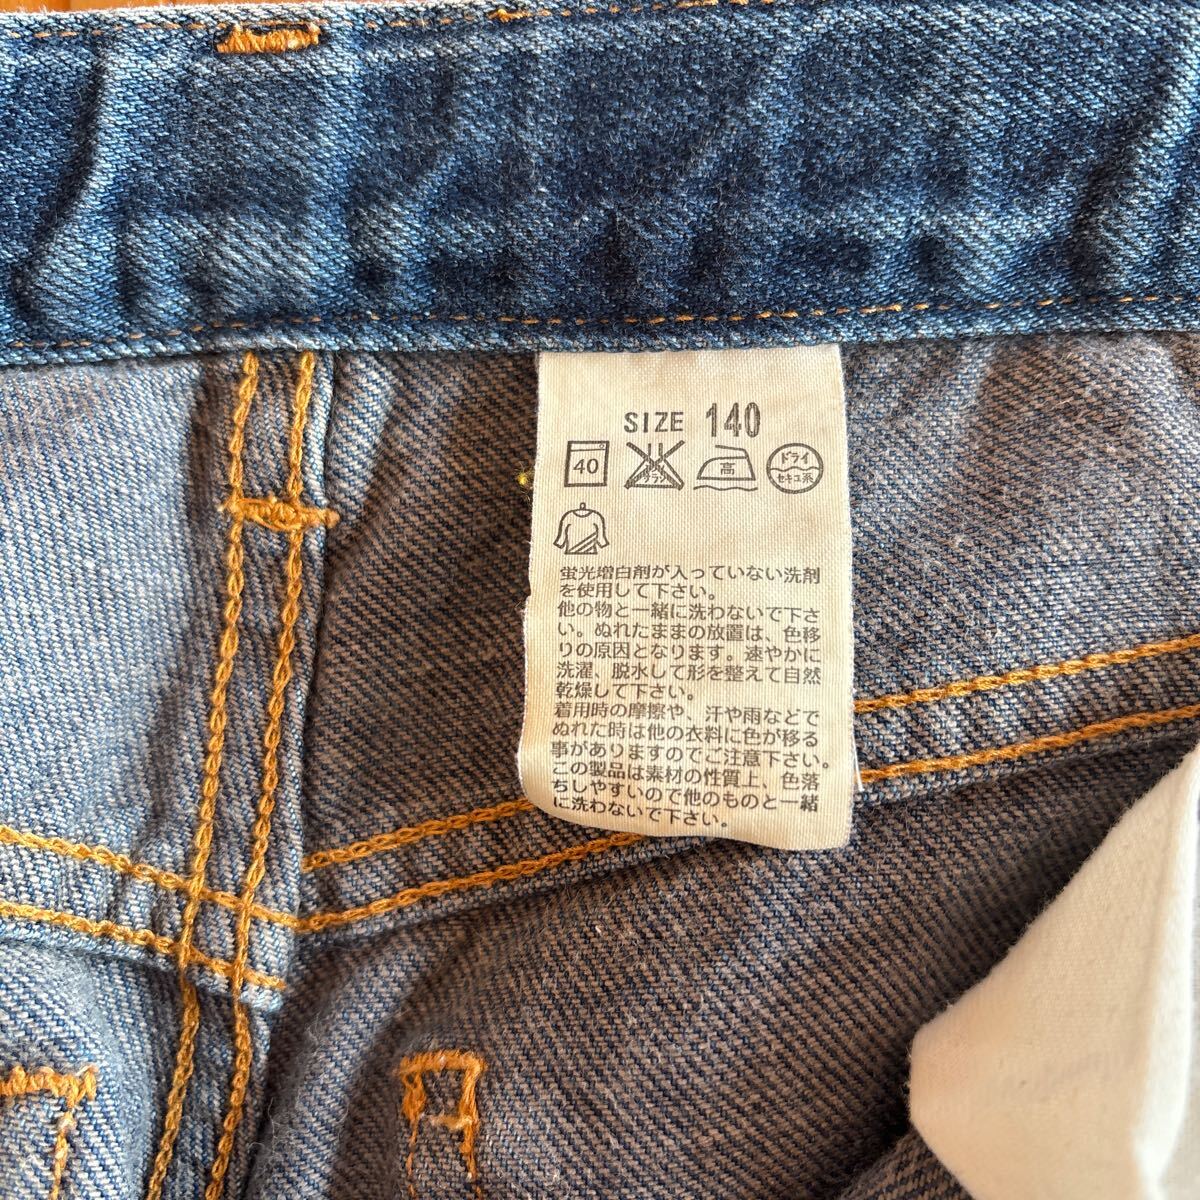 SIZE 140
40 エンソサラシ 高 ドライ セキユ系
蛍光増白剤が入っていない洗剤
を使用して下さい。
他の物と一緒に洗わないで下さ
い。ぬれたままの放置は、色移
りの原因となります。速やかに
洗濯、脱水して形を整えて自然
乾燥して下さい。
着用時の摩擦や、汗や雨などで
ぬれた時は他の衣料に色が移る
事がありますのでご注意下さい。
この製品は素材の性質上、色落
ちしやすいので他のものと一緒
に洗わないで下さい。